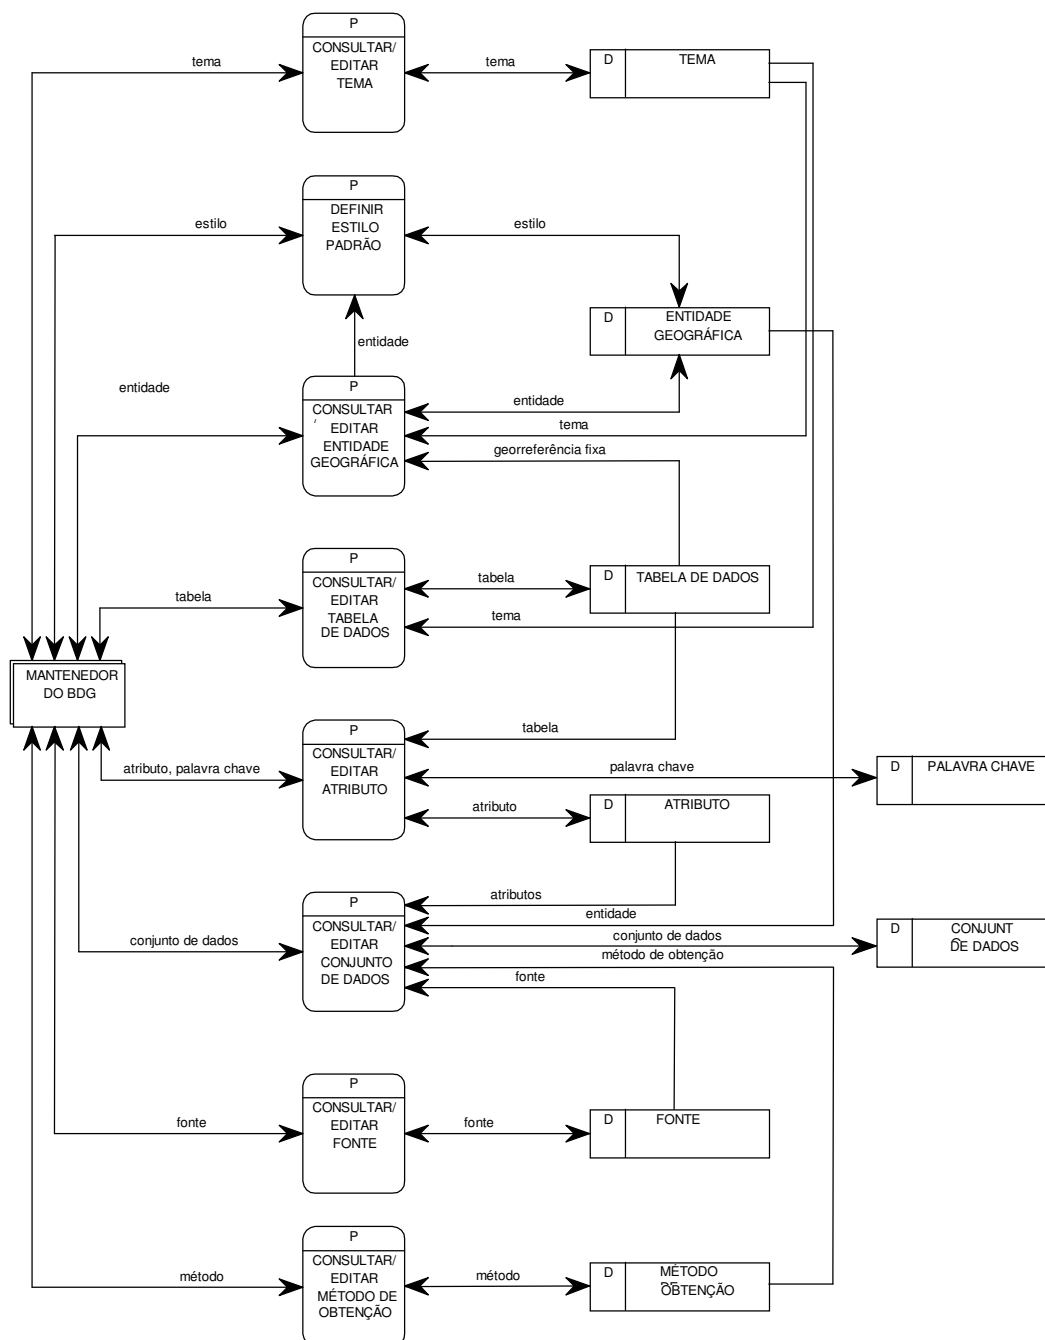 P
CONSULTAR/
EDITAR
TEMA
tema
tema
D
TEMA
P
DEFINIR
ESTILO
PADRÃO
estilo
estilo
D
ENTIDADE
GEOGRÁFICA
entidade
entidade
P
CONSULTAR
/
EDITAR
ENTIDADE
GEOGRÁFICA
entidade
tema
georreferência fixa
P
CONSULTAR/
EDITAR
TABELA
DE DADOS
tabela
tabela
tema
D
TABELA DE DADOS
MANTENEDOR
DO BDG
P
CONSULTAR/
EDITAR
ATRIBUTO
atributo, palavra chave
tabela
palavra chave
atributo
D
PALAVRA CHAVE
D
ATRIBUTO
P
CONSULTAR/
EDITAR
CONJUNTO
DE DADOS
conjunto de dados
atributos
entidade
conjunto de dados
método de obtenção
fonte
D
CONJUNT
DE DADOS
P
CONSULTAR/
EDITAR
FONTE
fonte
fonte
D
FONTE
P
CONSULTAR/
EDITAR
MÉTODO DE
OBTENÇÃO
método
método
D
MÉTODO
OBTENÇÃO